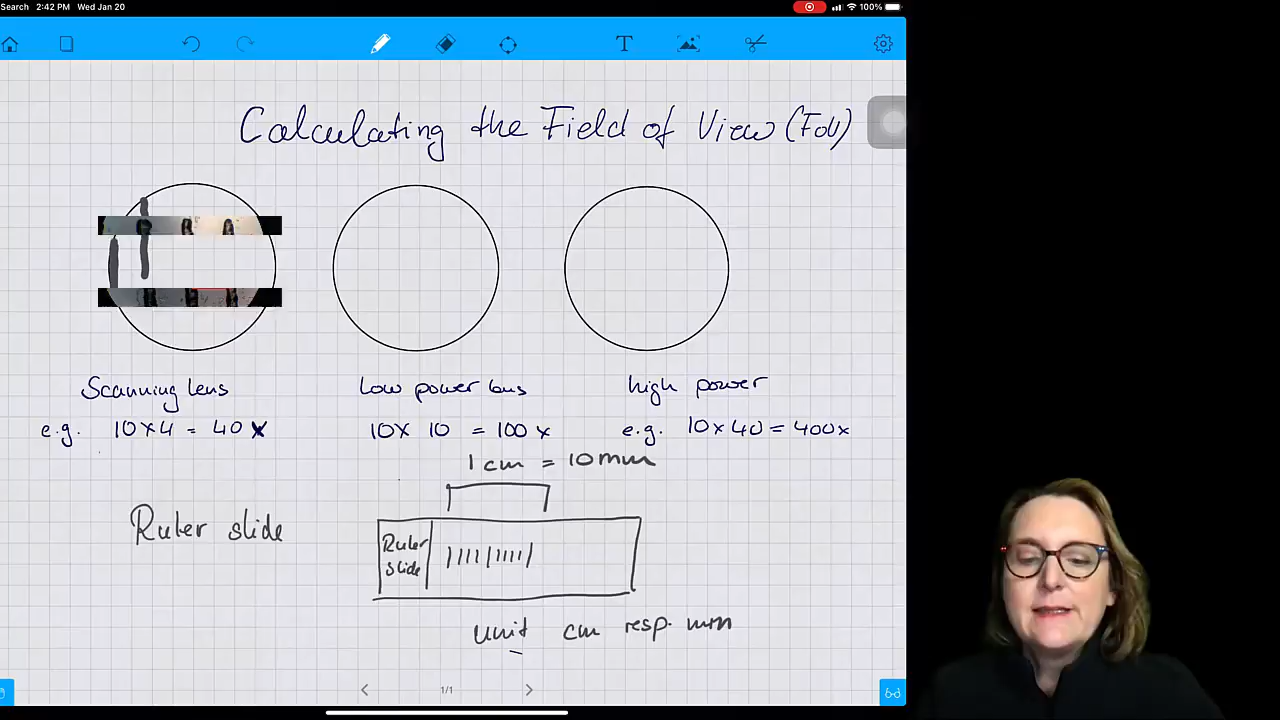 Search 2:42 PM Wed Jan 20 100%
T
Calculating the Field of View (FoV)
Scanning lens low power lens high power
e.g. 10x4 = 40x 10x 10 = 100x e.g. 10x40 = 400x
1 cm = 10mm
Ruler slide
Ruler
slide
unit cm resp. mm
1/1